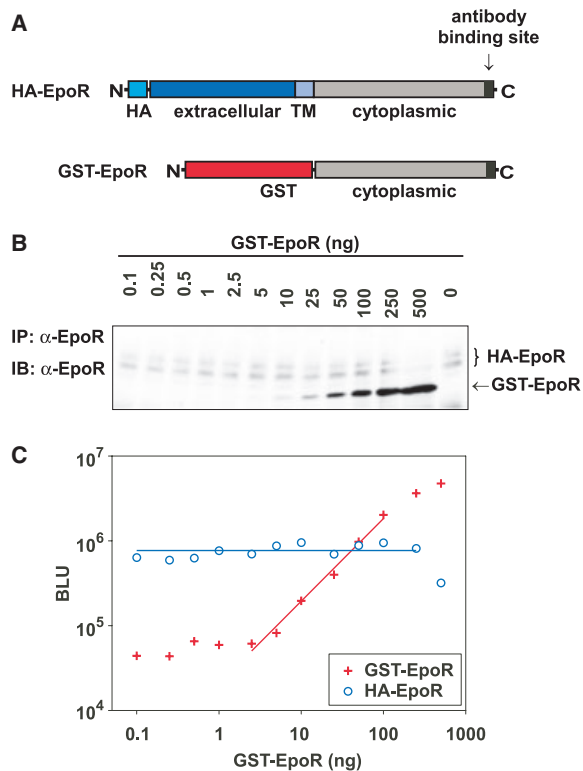 A
antibody
binding site
↓
HA-EpoR N C
HA extracellular TM cytoplasmic
GST-EpoR N C
GST cytoplasmic
B
GST-EpoR (ng)
0.1 0.25 0.5 1 2.5 5 10 25 50 100 250 500 0
IP: α-EpoR
IB: α-EpoR
} HA-EpoR
←GST-EpoR
C
BLU
10^7
10^6
10^5
10^4
0.1 1 10 100 1000
GST-EpoR (ng)
+ GST-EpoR
○ HA-EpoR